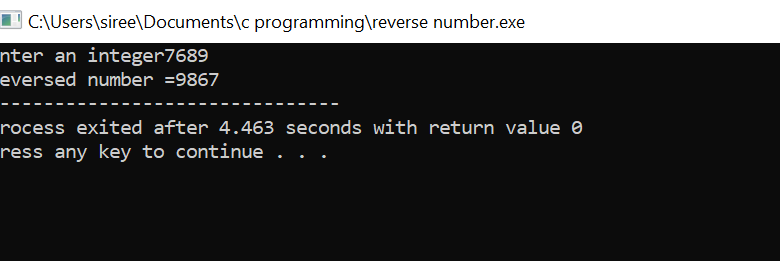 C:\Users\siree\Documents\c programming\reverse number.exe
nter an integer7689
eversed number =9867
--------------------------------
rocess exited after 4.463 seconds with return value 0
ress any key to continue . . .